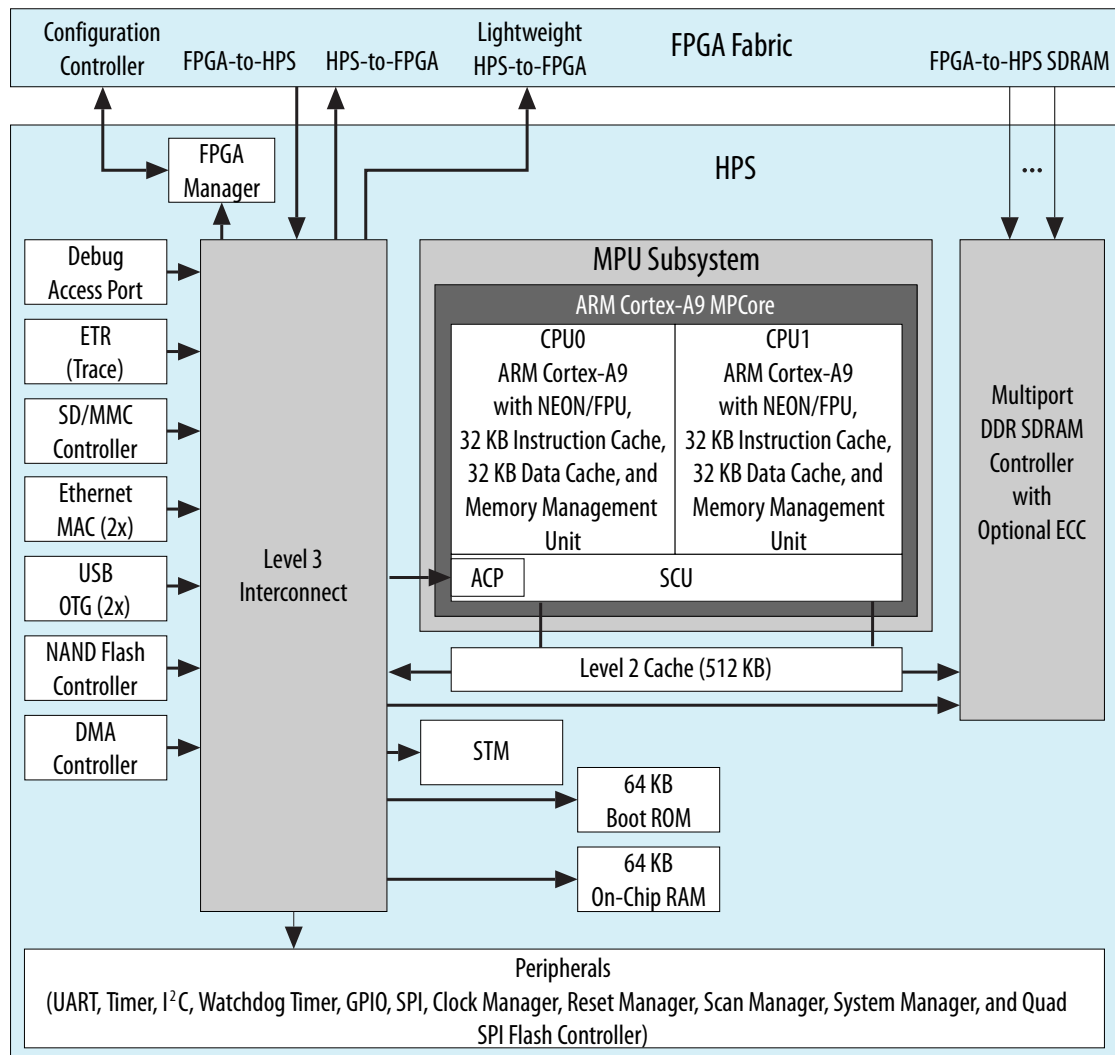 Configuration
Controller
FPGA-to-HPS
HPS-to-FPGA
Lightweight
HPS-to-FPGA
FPGA Fabric
FPGA-to-HPS SDRAM
FPGA
Manager
HPS
...
Debug
Access Port
ETR
(Trace)
SD/MMC
Controller
Ethernet
MAC (2x)
USB
OTG (2x)
NAND Flash
Controller
DMA
Controller
Level 3
Interconnect
MPU Subsystem
ARM Cortex-A9 MPCore
CPU0
ARM Cortex-A9
with NEON/FPU,
32 KB Instruction Cache,
32 KB Data Cache, and
Memory Management
Unit
CPU1
ARM Cortex-A9
with NEON/FPU,
32 KB Instruction Cache,
32 KB Data Cache, and
Memory Management
Unit
ACP
SCU
Level 2 Cache (512 KB)
Multiport
DDR SDRAM
Controller
with
Optional ECC
STM
64 KB
Boot ROM
64 KB
On-Chip RAM
Peripherals
(UART, Timer, I²C, Watchdog Timer, GPIO, SPI, Clock Manager, Reset Manager, Scan Manager, System Manager, and Quad
SPI Flash Controller)